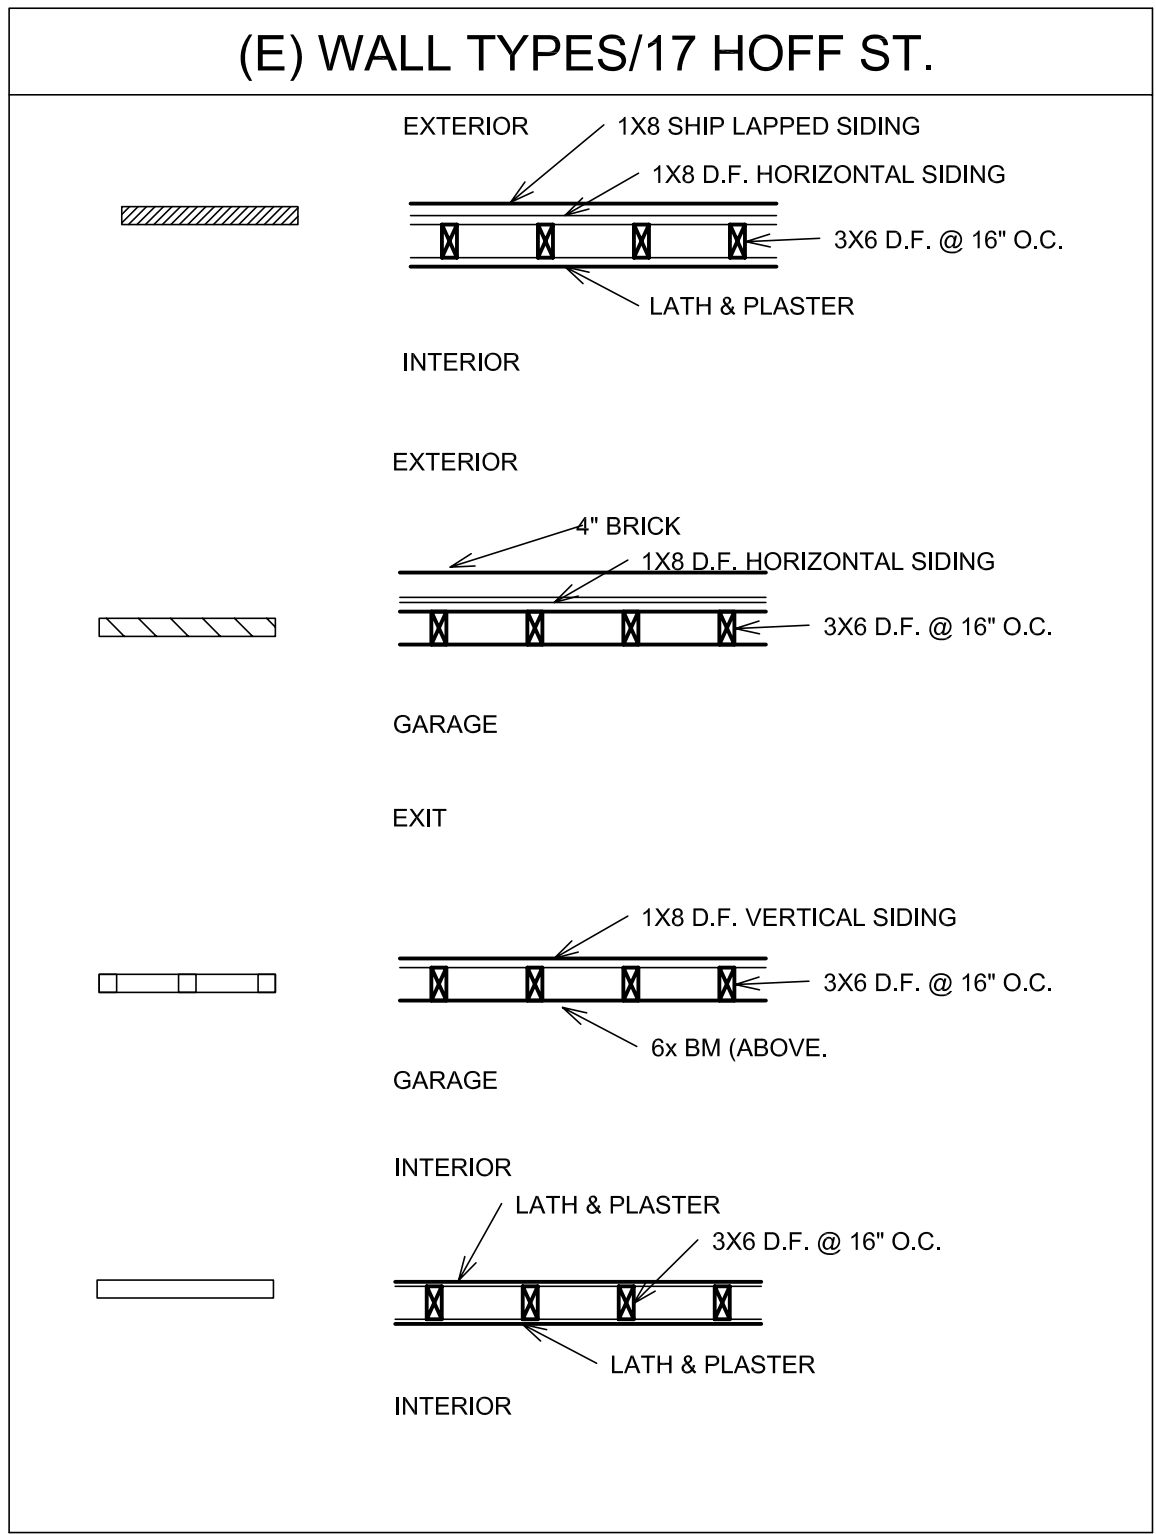 (E) WALL TYPES/17 HOFF ST.
EXTERIOR
1X8 SHIP LAPPED SIDING
1X8 D.F. HORIZONTAL SIDING
3X6 D.F. @ 16" O.C.
LATH & PLASTER
INTERIOR
EXTERIOR
4" BRICK
1X8 D.F. HORIZONTAL SIDING
3X6 D.F. @ 16" O.C.
GARAGE
EXIT
1X8 D.F. VERTICAL SIDING
3X6 D.F. @ 16" O.C.
6x BM (ABOVE.
GARAGE
INTERIOR
LATH & PLASTER
3X6 D.F. @ 16" O.C.
LATH & PLASTER
INTERIOR